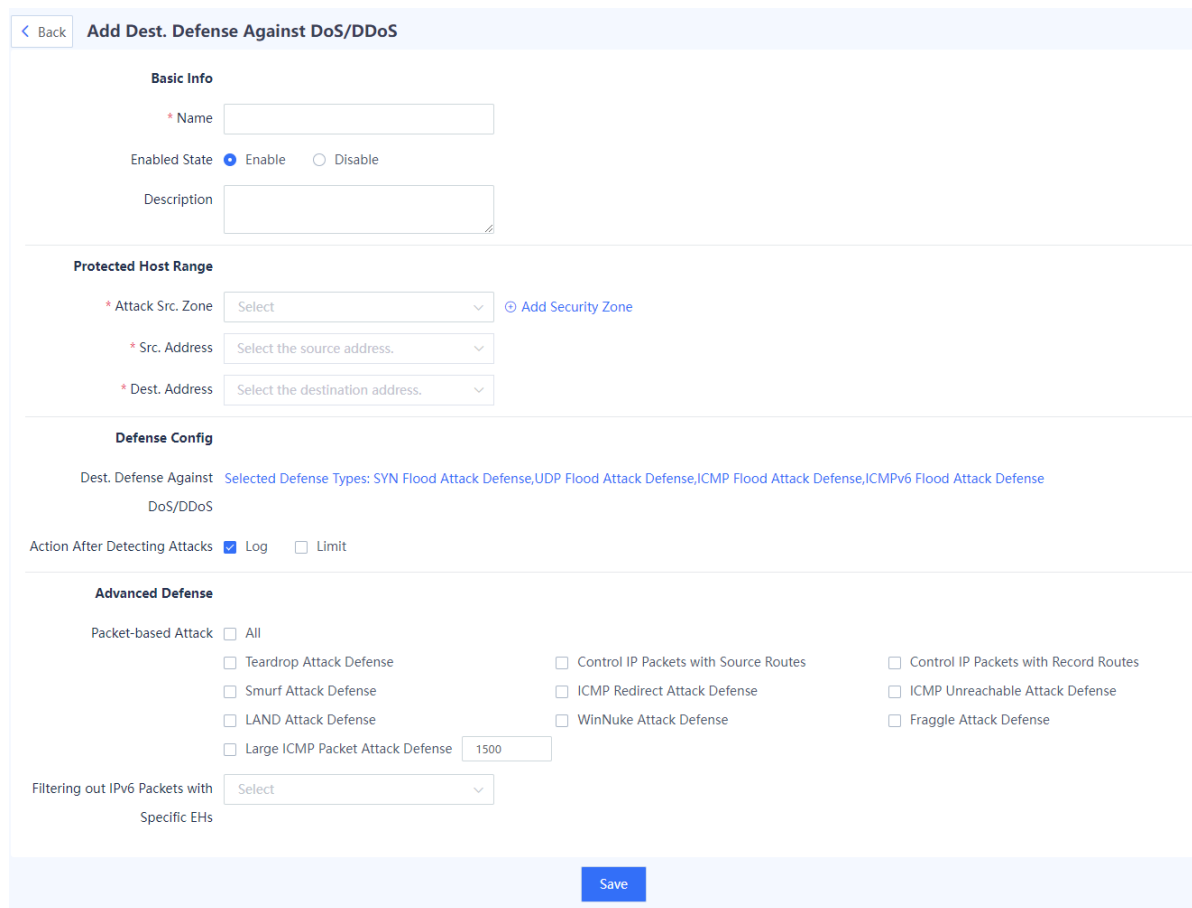 Back Add Dest. Defense Against DoS/DDoS
Basic Info
* Name
Enabled State Enable Disable
Description
Protected Host Range
* Attack Src. Zone Select Add Security Zone
* Src. Address Select the source address.
* Dest. Address Select the destination address.
Defense Config
Dest. Defense Against Selected Defense Types: SYN Flood Attack Defense,UDP Flood Attack Defense,ICMP Flood Attack Defense,ICMPv6 Flood Attack Defense
DoS/DDoS
Action After Detecting Attacks Log Limit
Advanced Defense
Packet-based Attack All
Teardrop Attack Defense Control IP Packets with Source Routes Control IP Packets with Record Routes
Smurf Attack Defense ICMP Redirect Attack Defense ICMP Unreachable Attack Defense
LAND Attack Defense WinNuke Attack Defense Fraggle Attack Defense
Large ICMP Packet Attack Defense 1500
Filtering out IPv6 Packets with Select
Specific EHs
Save